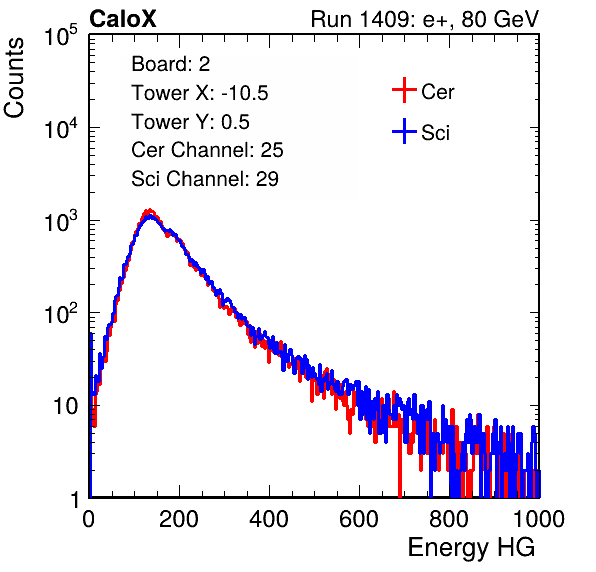 CaloX Run 1409: e+, 80 GeV
Counts
Board: 2
Tower X: -10.5
Tower Y: 0.5
Cer Channel: 25
Sci Channel: 29
Cer
Sci
10^5
10^4
10^3
10^2
10
1
0 200 400 600 800 1000
Energy HG